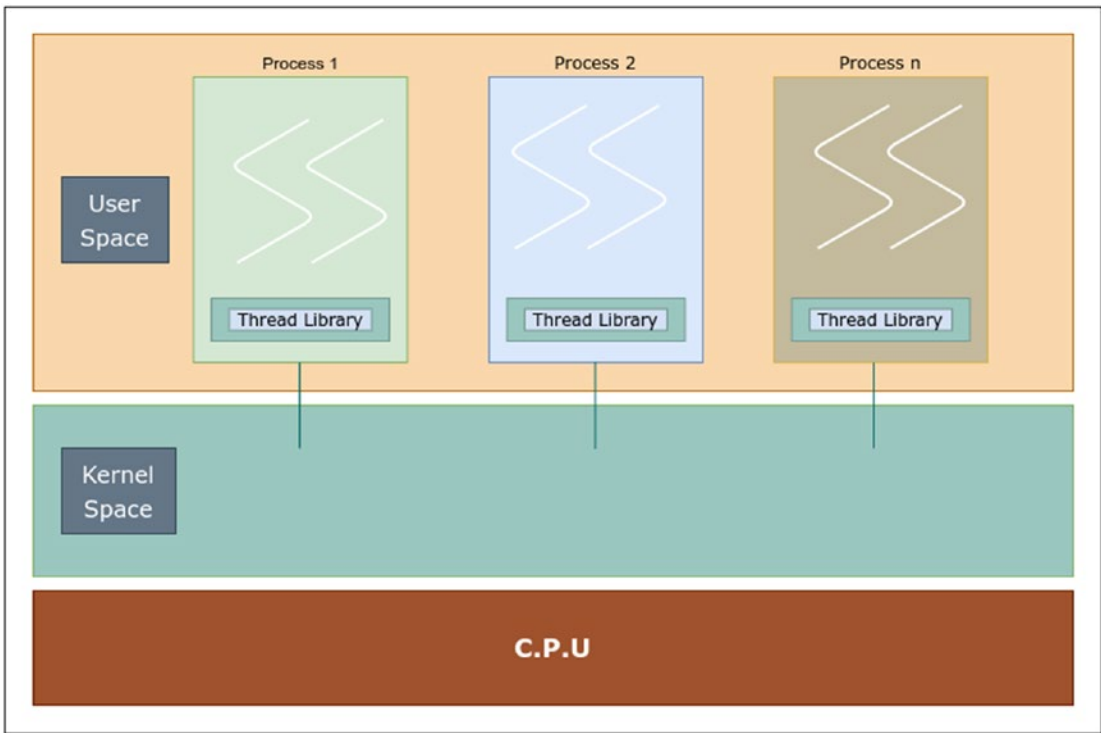 Process 1
Process 2
Process n
User
Space
Thread Library
Thread Library
Thread Library
Kernel
Space
C.P.U